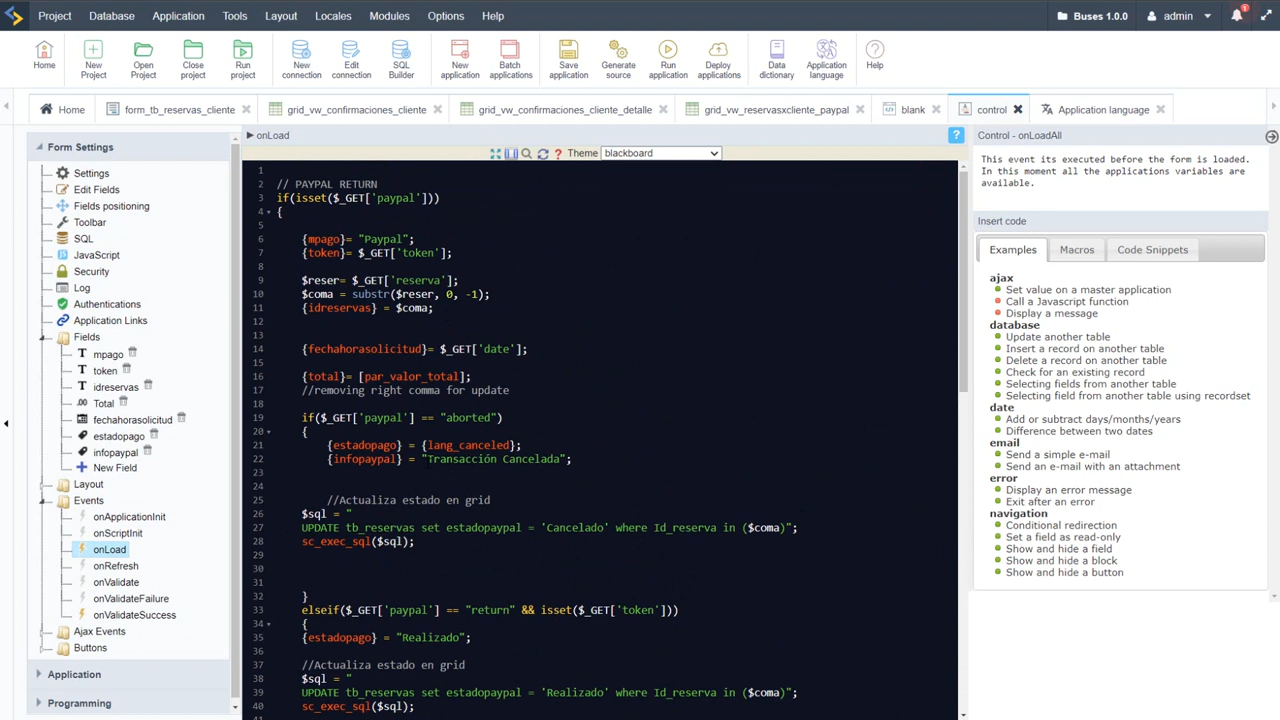 Project Database Application Tools Layout Locales Modules Options Help Buses 1.0.0 admin 1
Home
New Project
Open Project
Close project
Run project
New connection
Edit connection
SQL Builder
New application
Batch applications
Save application
Generate source
Run application
Deploy applications
Data dictionary
Application language
Help
Home form_tb_reservas_cliente grid_vw_confirmaciones_cliente grid_vw_confirmaciones_cliente_detalle grid_vw_reservasxcliente_paypal blank control Application language
Form Settings
Settings
Edit Fields
Fields positioning
Toolbar
SQL
JavaScript
Security
Log
Authentications
Application Links
Fields
mpago
token
idreservas
.00 Total
fechahorasolicitud
estadopago
infopaypal
New Field
Layout
Events
onApplicationInit
onScriptInit
onLoad
onRefresh
onValidate
onValidateFailure
onValidateSuccess
Ajax Events
Buttons
Application
Programming
onLoad ?
? Theme blackboard
1
2 // PAYPAL RETURN
3 if(isset($_GET['paypal']))
4 {
5
6 {mpago}= "Paypal";
7 {token}= $_GET['token'];
8
9 $reser= $_GET['reserva'];
10 $coma = substr($reser, 0, -1);
11 {idreservas} = $coma;
12
13
14 {fechahorasolicitud}= $_GET['date'];
15
16 {total}= [par_valor_total];
17 //removing right comma for update
18
19 if($_GET['paypal'] == "aborted")
20 {
21 {estadopago} = {lang_canceled};
22 {infopaypal} = "Transacción Cancelada";
23
24
25 //Actualiza estado en grid
26 $sql = "
27 UPDATE tb_reservas set estadopaypal = 'Cancelado' where Id_reserva in ($coma)";
28 sc_exec_sql($sql);
29
30
31
32 }
33 elseif($_GET['paypal'] == "return" && isset($_GET['token']))
34 {
35 {estadopago} = "Realizado";
36
37 //Actualiza estado en grid
38 $sql = "
39 UPDATE tb_reservas set estadopaypal = 'Realizado' where Id_reserva in ($coma)";
40 sc_exec_sql($sql);
41
Control - onLoadAll
This event its executed before the form is loaded.
In this moment all the applications variables are
available.
Insert code
Examples Macros Code Snippets
ajax
Set value on a master application
Call a Javascript function
Display a message
database
Update another table
Insert a record on another table
Delete a record on another table
Check for an existing record
Selecting fields from another table
Selecting field from another table using recordset
date
Add or subtract days/months/years
Difference between two dates
email
Send a simple e-mail
Send an e-mail with an attachment
error
Display an error message
Exit after an error
navigation
Conditional redirection
Set a field as read-only
Show and hide a field
Show and hide a block
Show and hide a button